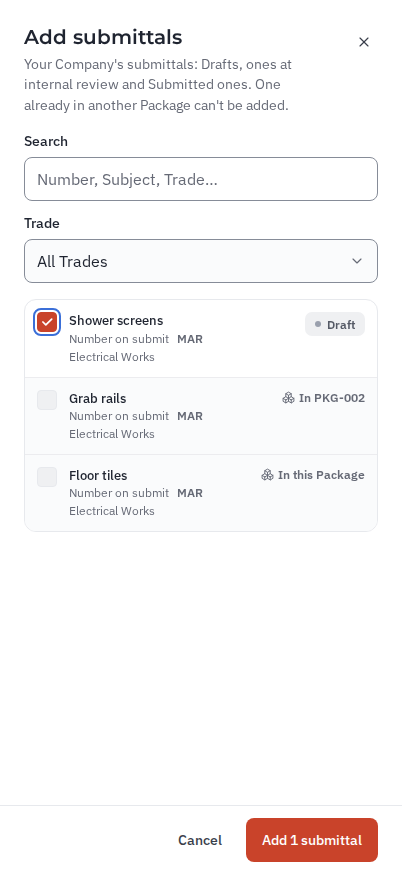 Add submittals
Your Company's submittals: Drafts, ones at
internal review and Submitted ones. One
already in another Package can't be added.
Search
Number, Subject, Trade...
Trade
All Trades
Shower screens
Draft
Number on submit MAR
Electrical Works
Grab rails
In PKG-002
Number on submit MAR
Electrical Works
Floor tiles
In this Package
Number on submit MAR
Electrical Works
Cancel
Add 1 submittal